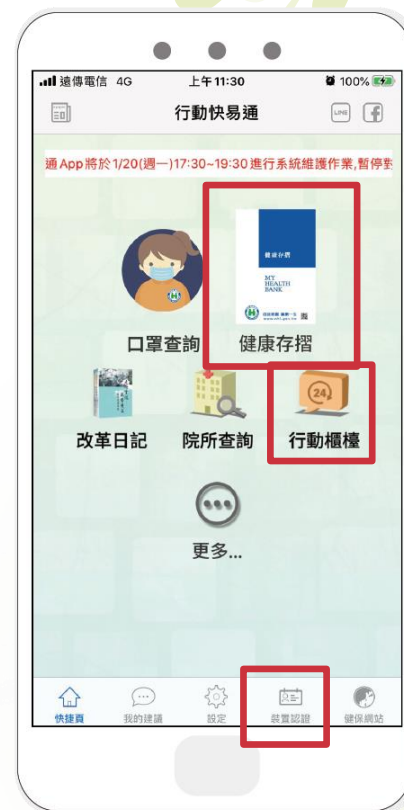 遠傳電信 4G 上午11:30 100%
行動快易通
LINE f
通App將於1/20(週一)17:30~19:30進行系統維護作業,暫停對
健康存摺
MY
HEALTH
BANK
口罩查詢 健康存摺
24
改革日記 院所查詢 行動櫃檯
更多...
快捷頁 我的建議 設定 裝置認證 健保網站